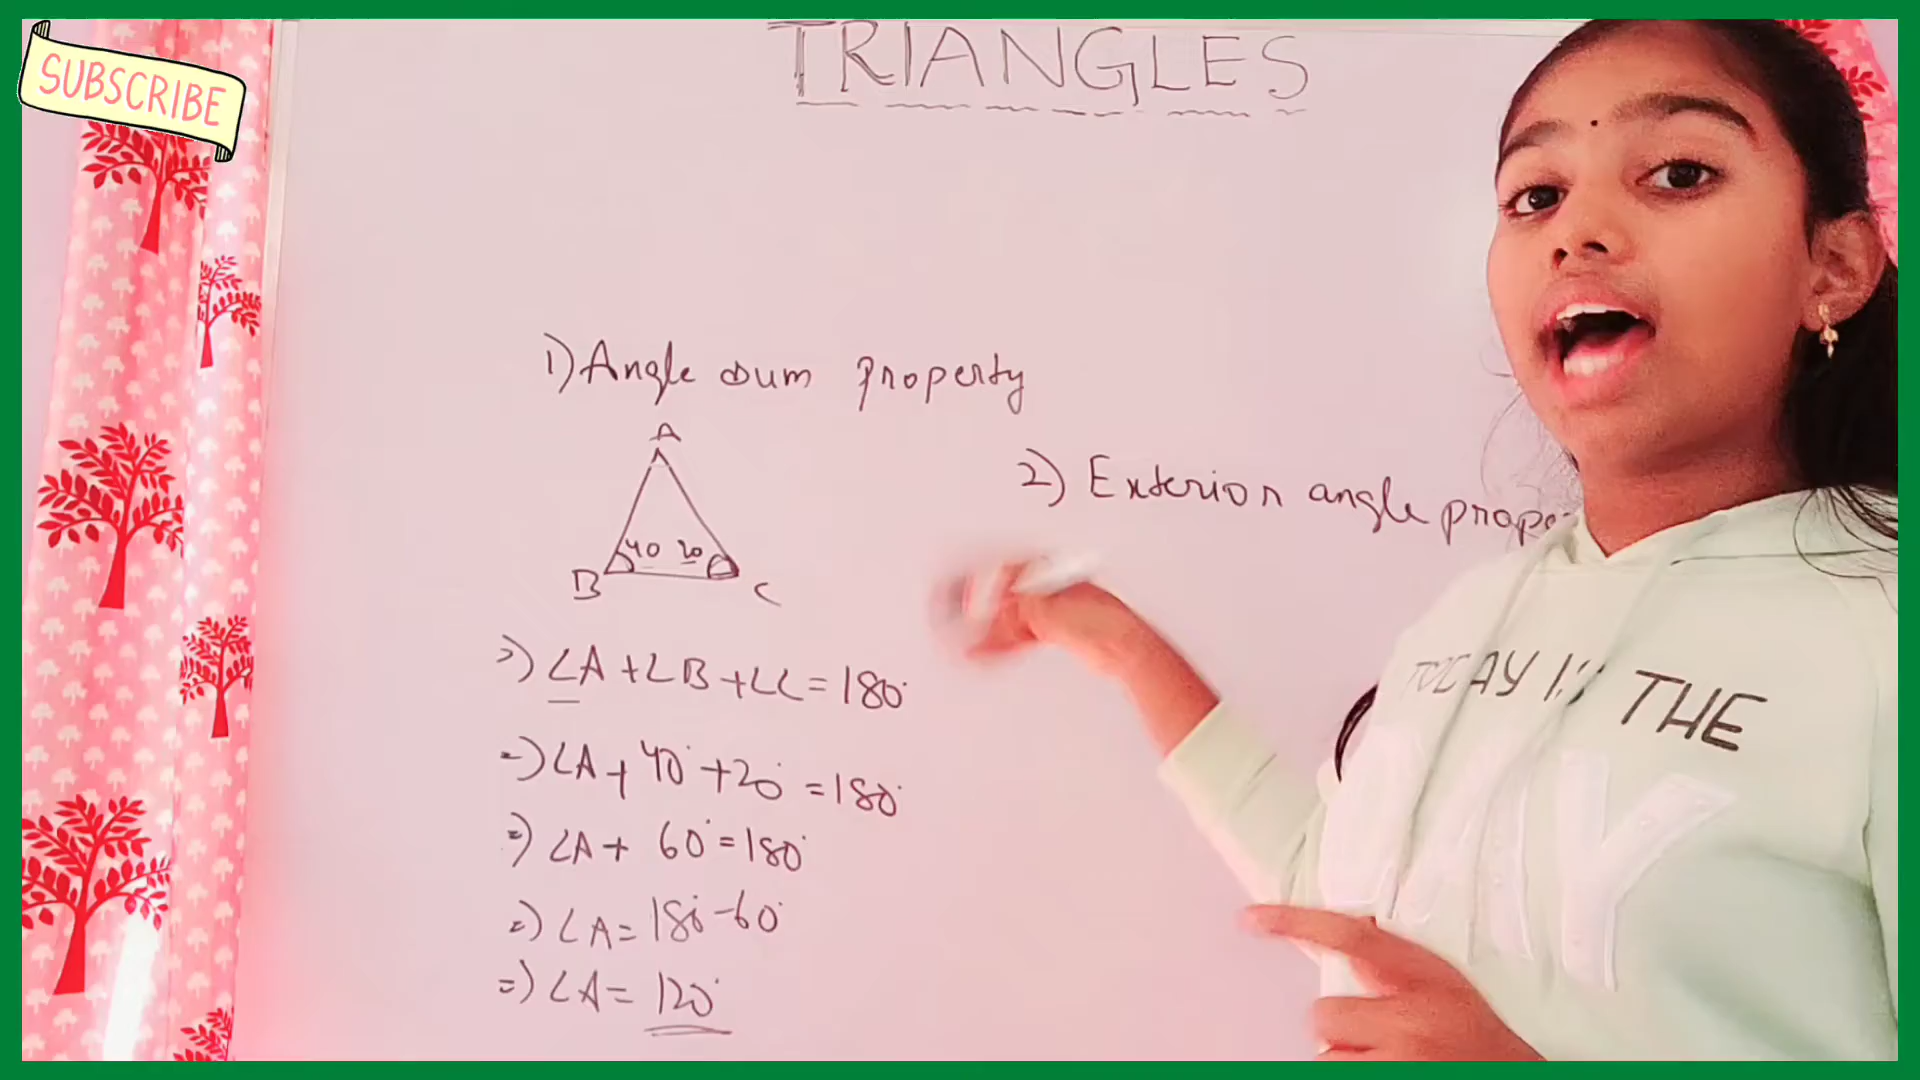 SUBSCRIBE
TRIANGLES
1) Angle sum property
A
40 20
B C
=) ∠A + ∠B + ∠C = 180°
=) ∠A + 40° + 20° = 180°
=) ∠A + 60° = 180°
=) ∠A = 180° - 60°
=) ∠A = 120°
2) Exterior angle prope
TODAY IS THE
DAY